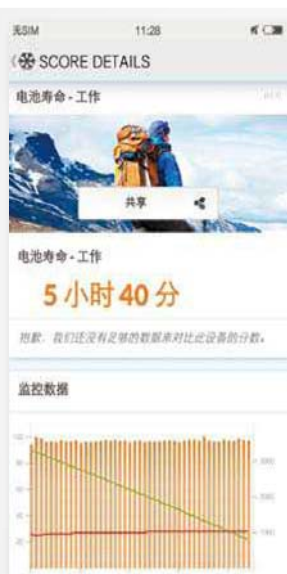 无SIM 11:28
SCORE DETAILS
电池寿命 - 工作
共享
电池寿命 - 工作
5 小时 40 分
抱歉，我们还没有足够的数据来对比此设备的分数。
监控数据